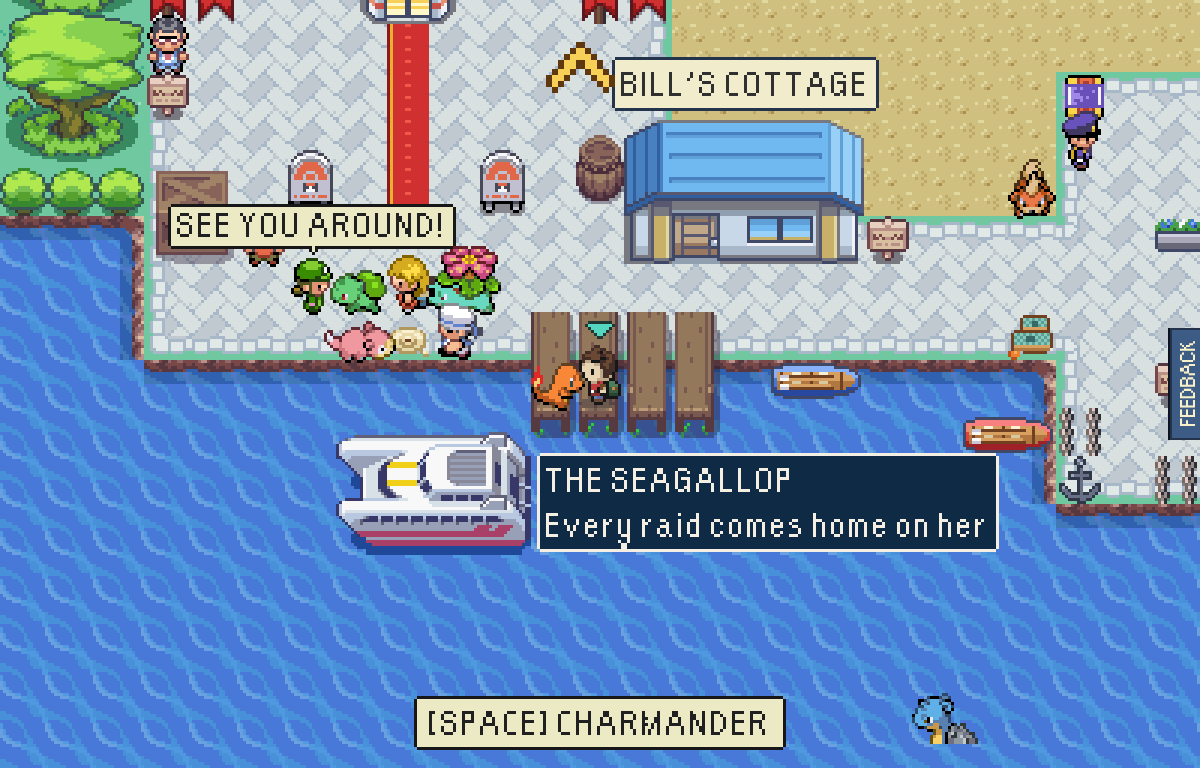 BILL'S COTTAGE
SEE YOU AROUND!
FEEDBACK
THE SEAGALLOP
Every raid comes home on her
[SPACE] CHARMANDER